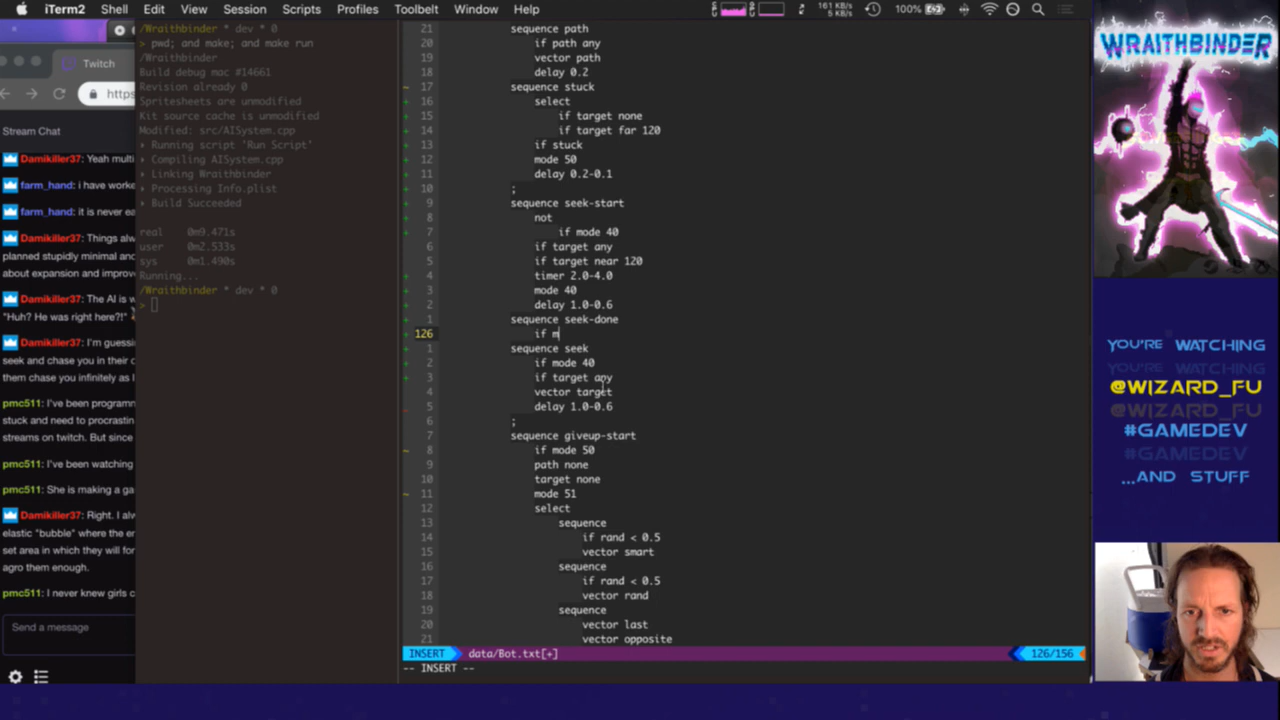 iTerm2 Shell Edit View Session Scripts Profiles Toolbelt Window Help
161 KB/s
5 KB/s
100%
Twitch
https
Stream Chat
Damikiller37: Yeah multi
farm_hand: i have worke
farm_hand: it is never ea
Damikiller37: Things alw
planned stupidly minimal and
about expansion and improve
Damikiller37: The AI is w
"Huh? He was right here?!"
Damikiller37: I'm guessi
seek and chase you in their c
them chase you infinitely as l
pmc511: I've been programn
stuck and need to procrastin
streams on twitch. But since
pmc511: I've been watching
pmc511: She is making a ga
Damikiller37: Right. I alw
elastic "bubble" where the en
set area in which they will for
agro them enough.
pmc511: I never knew girls c
Send a message
/Wraithbinder * dev * 0
> pwd; and make; and make run
/Wraithbinder
Build debug mac #14661
Revision already 0
Spritesheets are unmodified
Kit source cache is unmodified
Modified: src/AISystem.cpp
▸ Running script 'Run Script'
▸ Compiling AISystem.cpp
▸ Linking Wraithbinder
▸ Processing Info.plist
▸ Build Succeeded
real 0m9.471s
user 0m2.533s
sys 0m1.490s
Running...
/Wraithbinder * dev * 0
>
21 sequence path
20 if path any
19 vector path
18 delay 0.2
~ 17 sequence stuck
+ 16 select
+ 15 if target none
+ 14 if target far 120
+ 13 if stuck
+ 12 mode 50
+ 11 delay 0.2-0.1
+ 10 ;
+ 9 sequence seek-start
+ 8 not
+ 7 if mode 40
6 if target any
5 if target near 120
+ 4 timer 2.0-4.0
+ 3 mode 40
+ 2 delay 1.0-0.6
+ 1 sequence seek-done
+ 126 if m
+ 1 sequence seek
+ 2 if mode 40
+ 3 if target any
4 vector target
- 5 delay 1.0-0.6
6 ;
7 sequence giveup-start
~ 8 if mode 50
9 path none
10 target none
~ 11 mode 51
12 select
13 sequence
14 if rand < 0.5
15 vector smart
16 sequence
17 if rand < 0.5
18 vector rand
19 sequence
20 vector last
21 vector opposite
INSERT data/Bot.txt[+] 126/156
-- INSERT --
WRAITHBINDER
YOU'RE WATCHING
@WIZARD_FU
#GAMEDEV
...AND STUFF